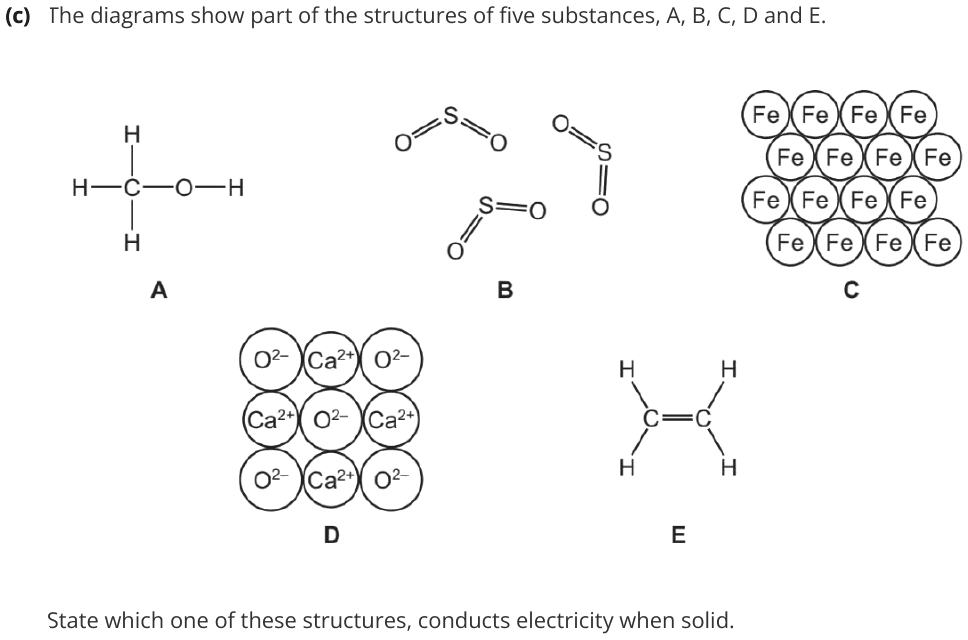 (c) The diagrams show part of the structures of five substances, A, B, C, D and E.
H
H—C—O—H
H
A
S
O O
O
S
O
S=O
O
B
Fe Fe Fe Fe
Fe Fe Fe Fe
Fe Fe Fe Fe
Fe Fe Fe Fe
C
O²⁻ Ca²⁺ O²⁻
Ca²⁺ O²⁻ Ca²⁺
O²⁻ Ca²⁺ O²⁻
D
H H
C=C
H H
E
State which one of these structures, conducts electricity when solid.